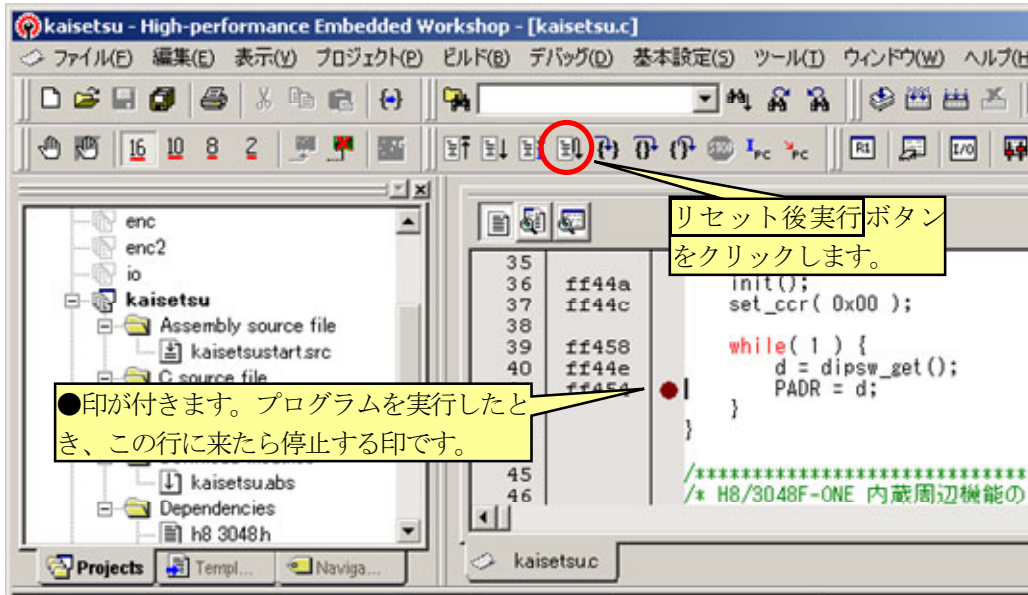 kaisetsu - High-performance Embedded Workshop - [kaisetsu.c]
ファイル(F) 編集(E) 表示(V) プロジェクト(P) ビルド(B) デバッグ(D) 基本設定(S) ツール(T) ウィンドウ(W) ヘルプ(H
16 10 8 2
STOP PC PC R1 I/O
リセット後実行ボタン
をクリックします。
enc
enc2
io
kaisetsu
Assembly source file
kaisetsustart.src
C source file
●印が付きます。プログラムを実行したと
き、この行に来たら停止する印です。
kaisetsu.abs
Dependencies
h8 3048.h
Projects Templ... Naviga...
35
36 ff44a init();
37 ff44c set_ccr( 0x00 );
38
39 ff458 while( 1 ) {
40 ff44e d = dipsw_get();
ff454 PADR = d;
}
}
45 /******************************
46 /* H8/3048F-ONE 内蔵周辺機能の
kaisetsu.c